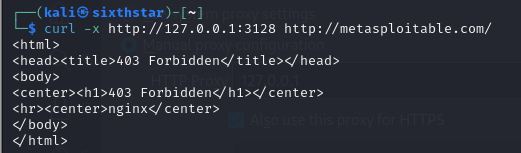 (kali㉿sixthstar)-[~]
$ curl -x http://127.0.0.1:3128 http://metasploitable.com/
<html>
<head><title>403 Forbidden</title></head>
<body>
<center><h1>403 Forbidden</h1></center>
<hr><center>nginx</center>
</body>
</html>
proxy settings
Manual proxy configuration
HTTP Proxy 127.0.0.1
Also use this proxy for HTTPS